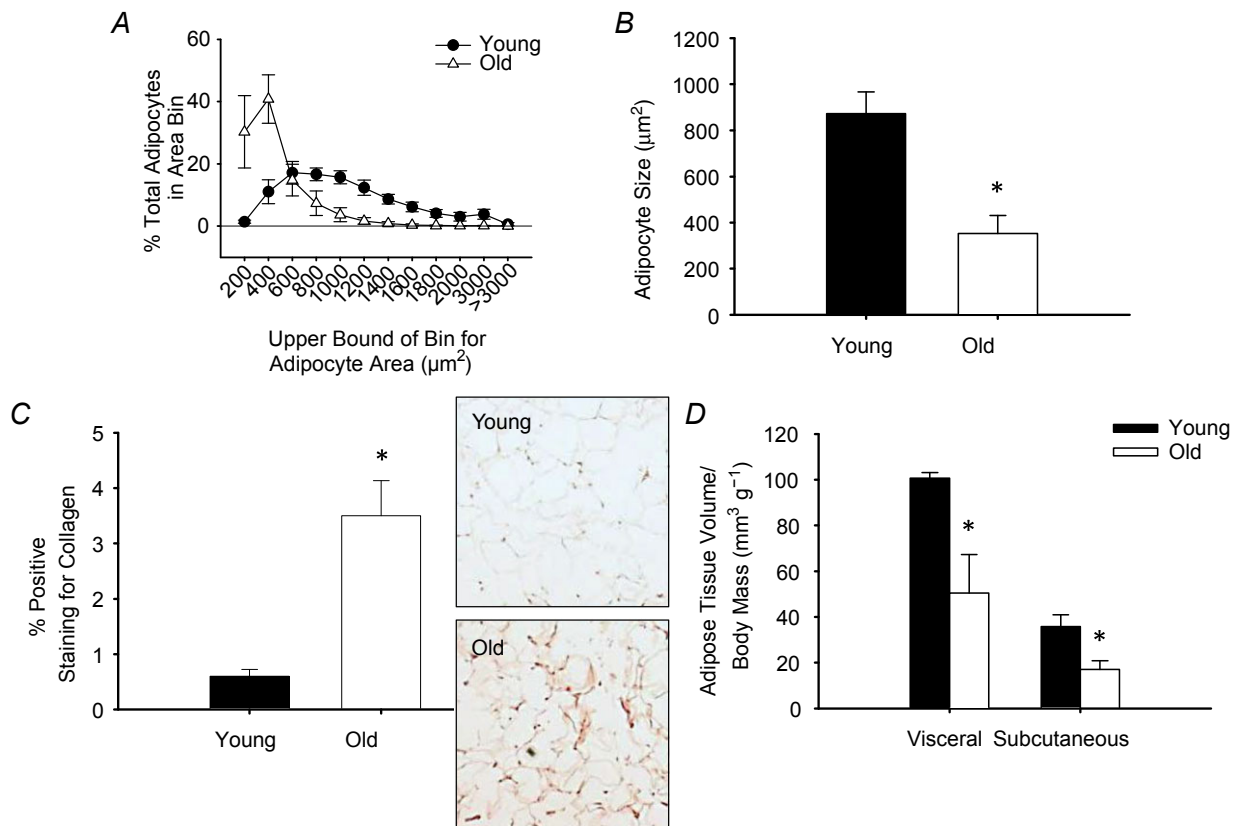 A
% Total Adipocytes
in Area Bin
60
40
20
0
Young
Old
200
400
600
800
1000
1200
1400
1600
1800
2000
3000
>3000
Upper Bound of Bin for
Adipocyte Area (µm²)
B
Adipocyte Size (µm²)
1200
1000
800
600
400
200
0
*
Young Old
C
% Positive
Staining for Collagen
5
4
3
2
1
0
*
Young Old
Young
Old
D
Adipose Tissue Volume/
Body Mass (mm³ g⁻¹)
120
100
80
60
40
20
0
Young
Old
*
*
Visceral Subcutaneous